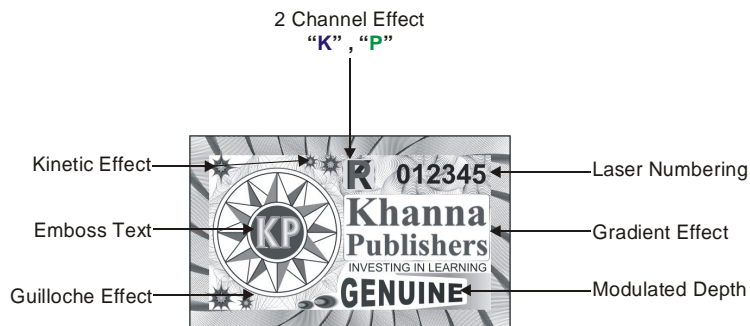 2 Channel Effect
“K” , “P”
Kinetic Effect
Laser Numbering
012345
Emboss Text
KP
Khanna
Publishers
Gradient Effect
INVESTING IN LEARNING
Guilloche Effect
GENUINE
Modulated Depth